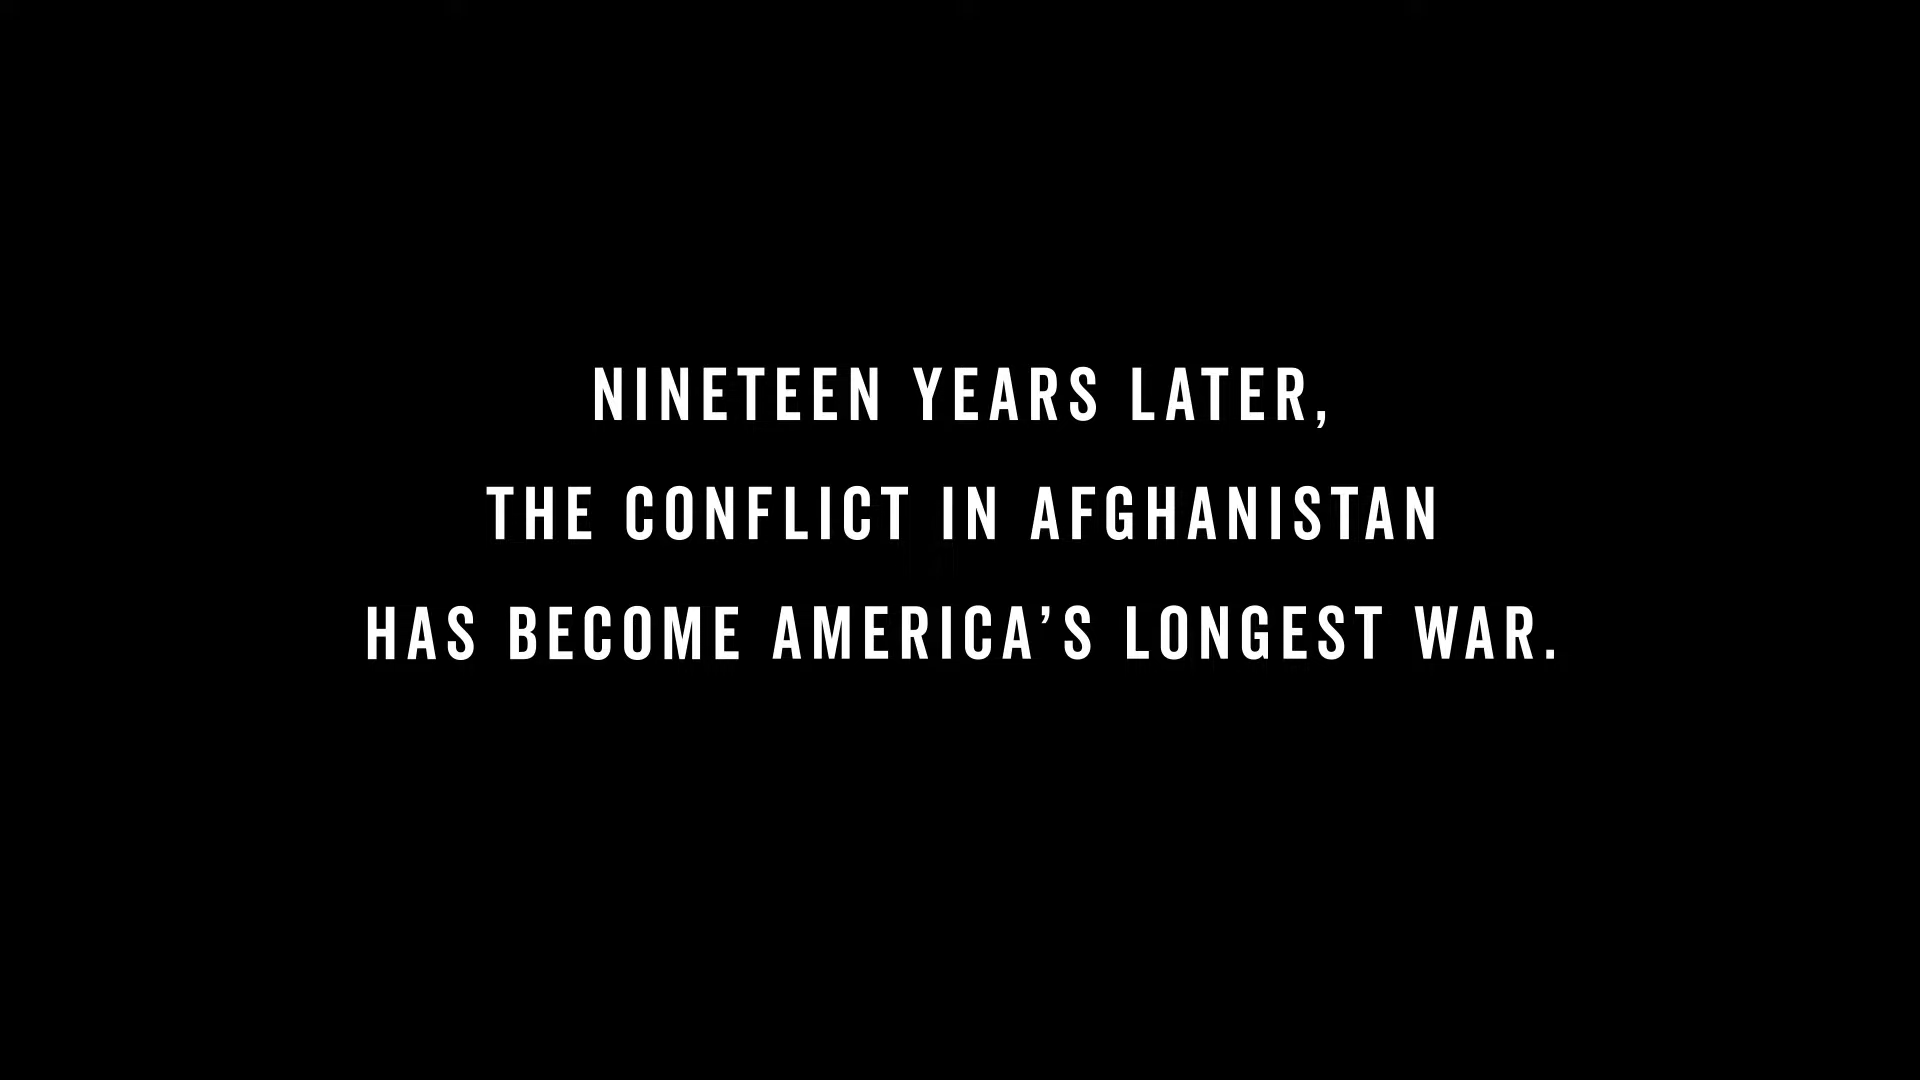 NINETEEN YEARS LATER,
THE CONFLICT IN AFGHANISTAN
HAS BECOME AMERICA’S LONGEST WAR.